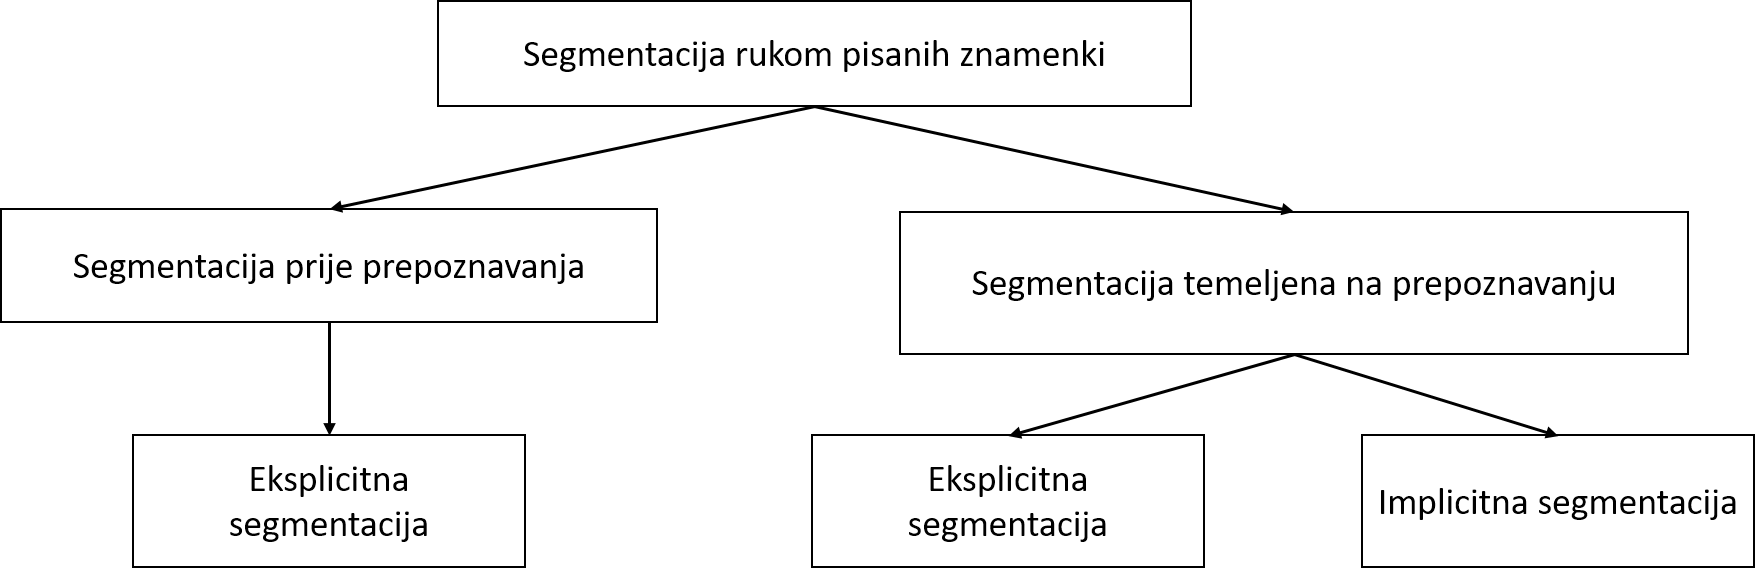 Segmentacija rukom pisanih znamenki
Segmentacija prije prepoznavanja
Segmentacija temeljena na prepoznavanju
Eksplicitna
segmentacija
Eksplicitna
segmentacija
Implicitna segmentacija